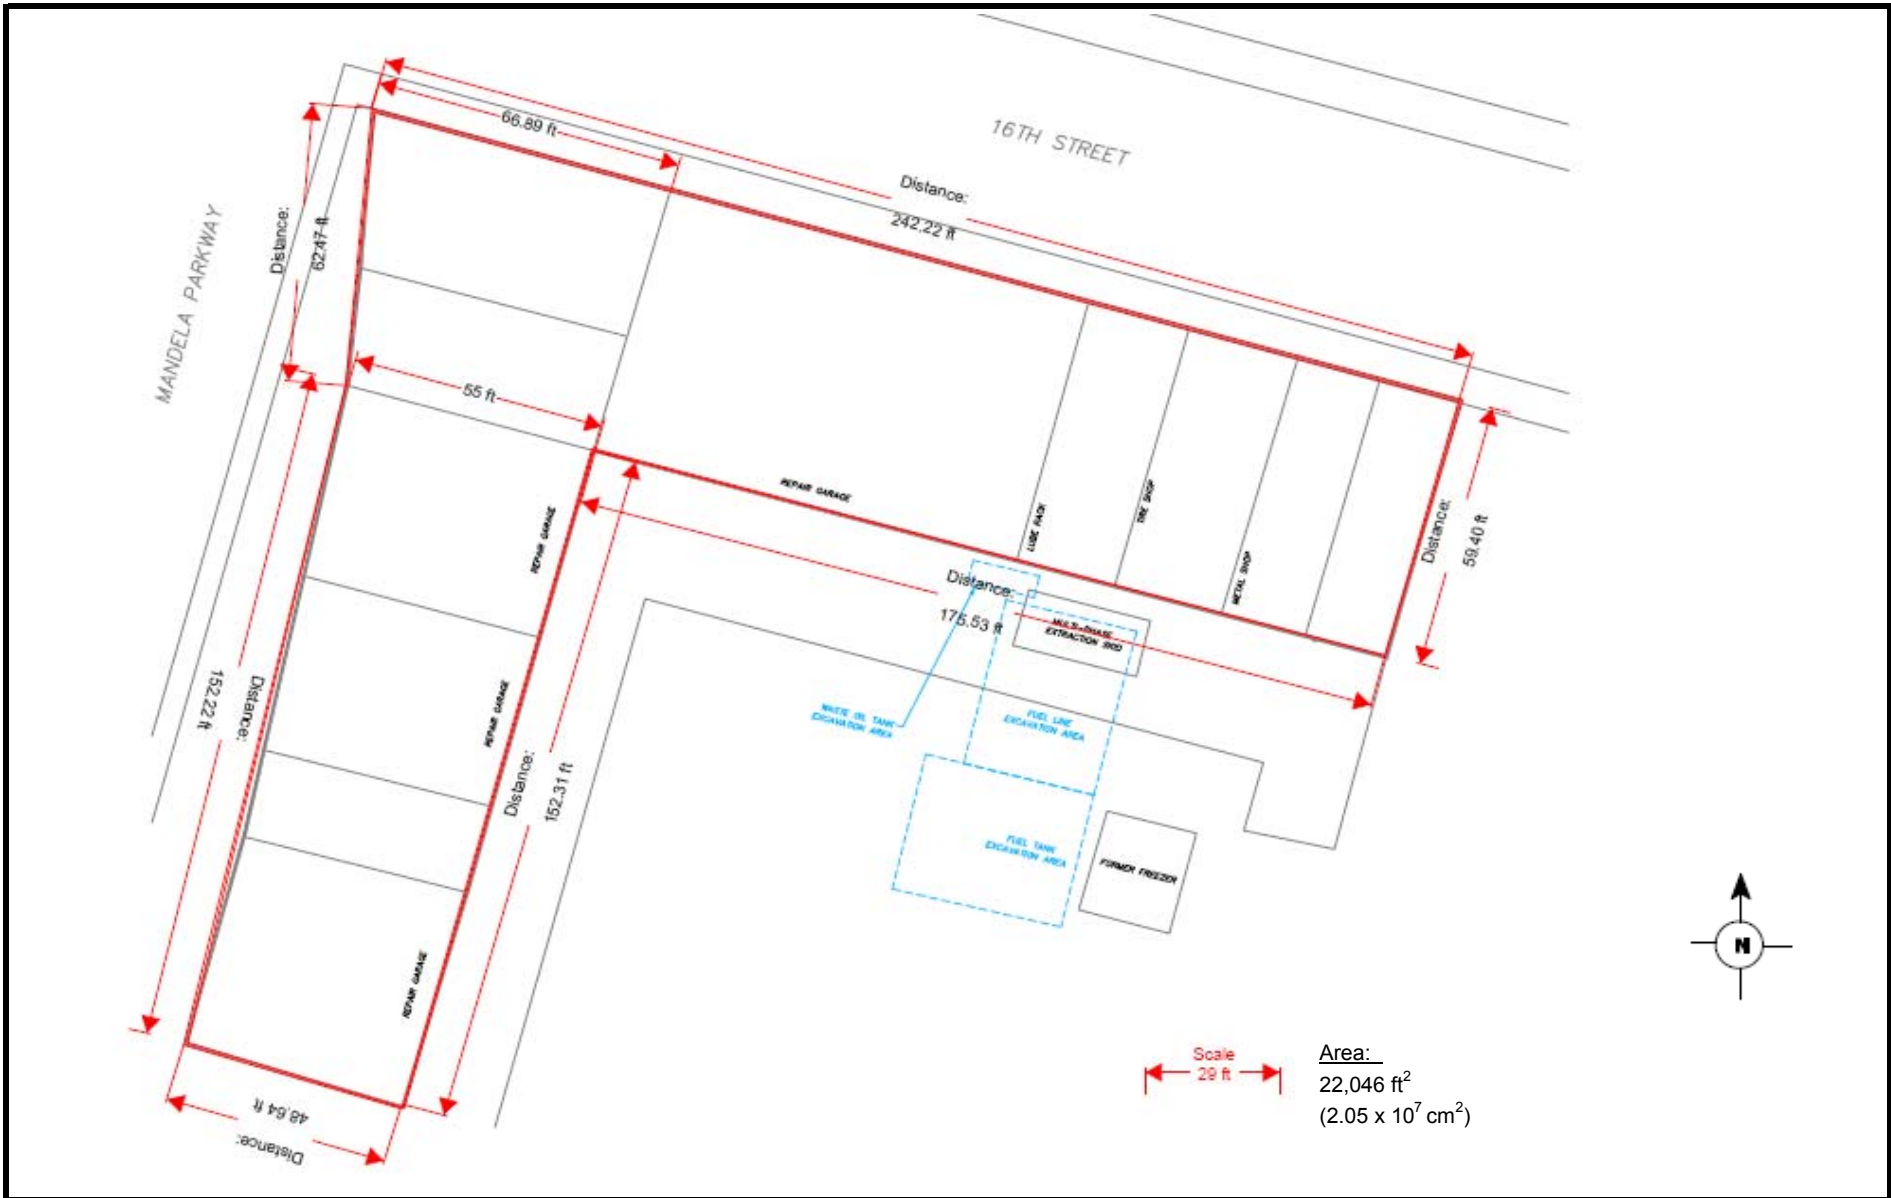 66.89 ft
16TH STREET
Distance:
242.22 ft
Distance:
62.47 ft
MANDELA PARKWAY
55 ft
REPAIR GARAGE
REPAIR GARAGE
LUBE RACK
TIRE SHOP
METAL SHOP
Distance:
59.40 ft
Distance:
175.53 ft
MULTI-PHASE
EXTRACTION SKID
Distance:
152.22 ft
REPAIR GARAGE
WASTE OIL TANK
EXCAVATION AREA
FUEL LINE
EXCAVATION AREA
Distance:
152.31 ft
FUEL TANK
EXCAVATION AREA
FORMER FREEZER
REPAIR GARAGE
N
Scale
29 ft
Area:
22,046 ft²
(2.05 x 10⁷ cm²)
48.64 ft
Distance: